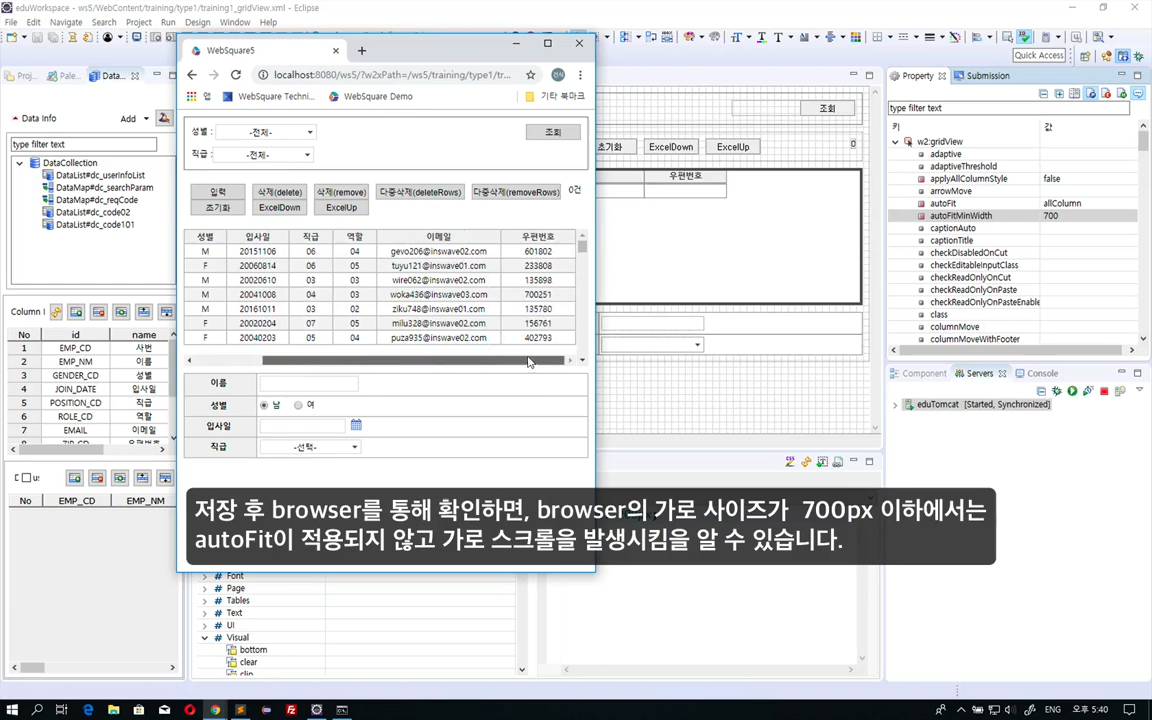 eduWorkspace - ws5/WebContent/training/type1/training1_gridView.xml - Eclipse
File Edit Navigate Search Project Run Design Window Help
Quick Access
Proj... Pale... Data...
Data Info Add
type filter text
DataCollection
DataList#dc_userInfoList
DataMap#dc_searchParam
DataMap#dc_reqCode
DataList#dc_code02
DataList#dc_code101
Column I
No id name
1 EMP_CD 사번
2 EMP_NM 이름
3 GENDER_CD 성별
4 JOIN_DATE 입사일
5 POSITION_CD 직급
6 ROLE_CD 역할
7 EMAIL 이메일
No EMP_CD EMP_NM
WebSquare5
localhost:8080/ws5/?w2xPath=/ws5/training/type1/tr...
앱 WebSquare Techni... WebSquare Demo 기타 북마크
성별 : -전체- 조회
직급 : -전체-
입력 삭제(delete) 삭제(remove) 다중삭제(deleteRows) 다중삭제(removeRows) 0건
초기화 ExcelDown ExcelUp
성별 입사일 직급 역할 이메일 우편번호
M 20151106 06 04 gevo206@inswave02.com 601802
F 20060814 06 05 tuyu121@inswave01.com 233808
M 20020610 03 03 wire062@inswave02.com 135898
M 20041008 04 03 woka436@inswave03.com 700251
M 20161011 03 02 ziku748@inswave01.com 135780
F 20020204 07 05 milu328@inswave02.com 156761
F 20040203 05 04 puza935@inswave02.com 402793
이름
성별 남 여
입사일
직급 -선택-
조회
초기화 ExcelDown ExcelUp 0
우편번호
저장 후 browser를 통해 확인하면, browser의 가로 사이즈가 700px 이하에서는
autoFit이 적용되지 않고 가로 스크롤을 발생시킴을 알 수 있습니다.
Font
Page
Tables
Text
UI
Visual
bottom
clear
clip
Property Submission
type filter text
키 값
w2:gridView
adaptive
adaptiveThreshold
applyAllColumnStyle false
arrowMove
autoFit allColumn
autoFitMinWidth 700
captionAuto
captionTitle
checkDisabledOnCut
checkEditableInputClass
checkReadOnlyOnCut
checkReadOnlyOnPaste
checkReadOnlyOnPasteEnable
class
columnMove
columnMoveWithFooter
Component Servers Console
eduTomcat [Started, Synchronized]
ENG 오후 5:40